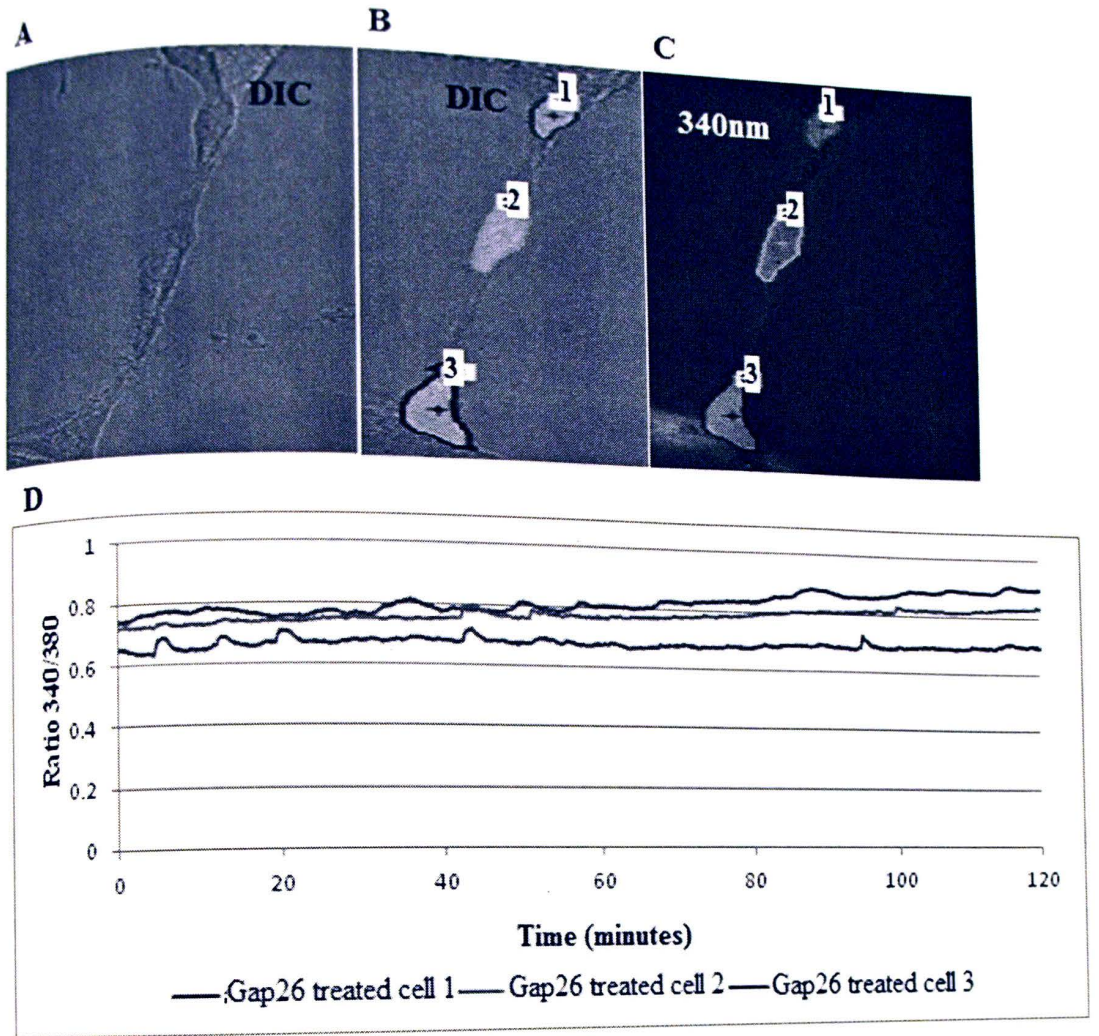 A
B
C
DIC
DIC
340nm
1
2
3
1
2
3
D
Ratio 340/380
1
0.8
0.6
0.4
0.2
0
0
20
40
60
80
100
120
Time (minutes)
Gap26 treated cell 1
Gap26 treated cell 2
Gap26 treated cell 3